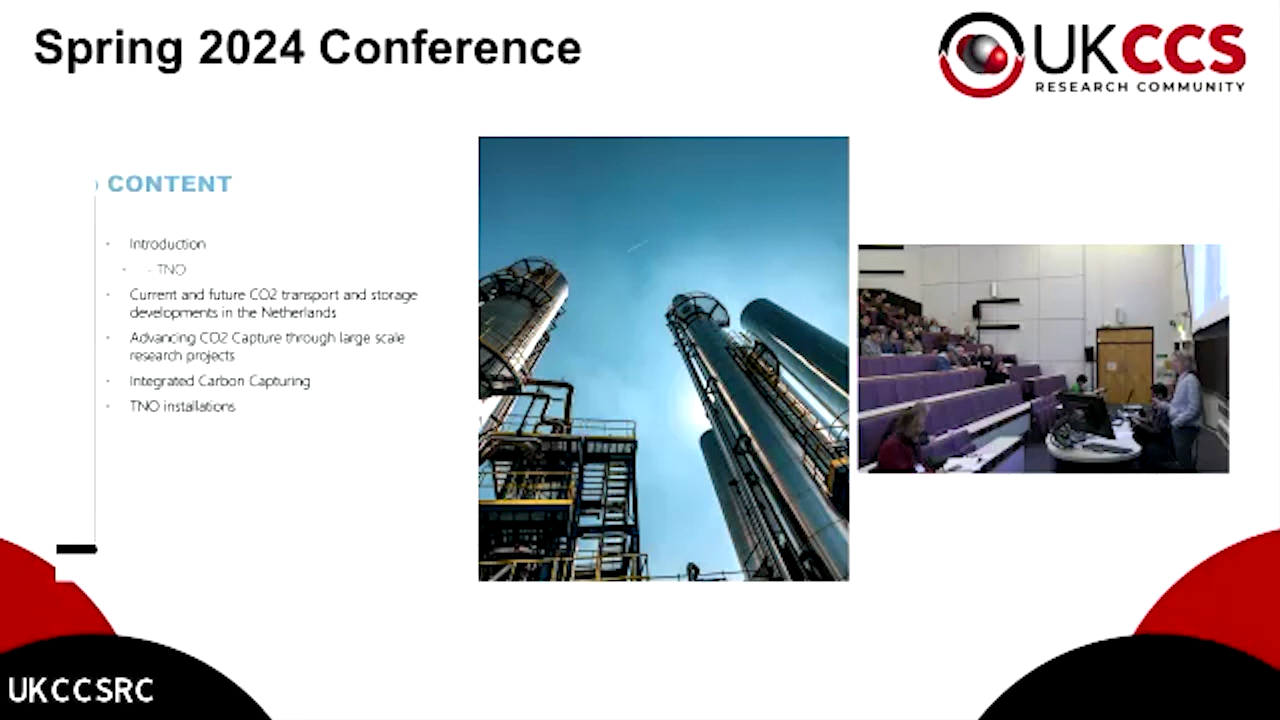 Spring 2024 Conference
UKCCS
RESEARCH COMMUNITY
CONTENT
Introduction
- TNO
Current and future CO2 transport and storage
developments in the Netherlands
Advancing CO2 Capture through large scale
research projects
Integrated Carbon Capturing
TNO installations
UKCCSRC